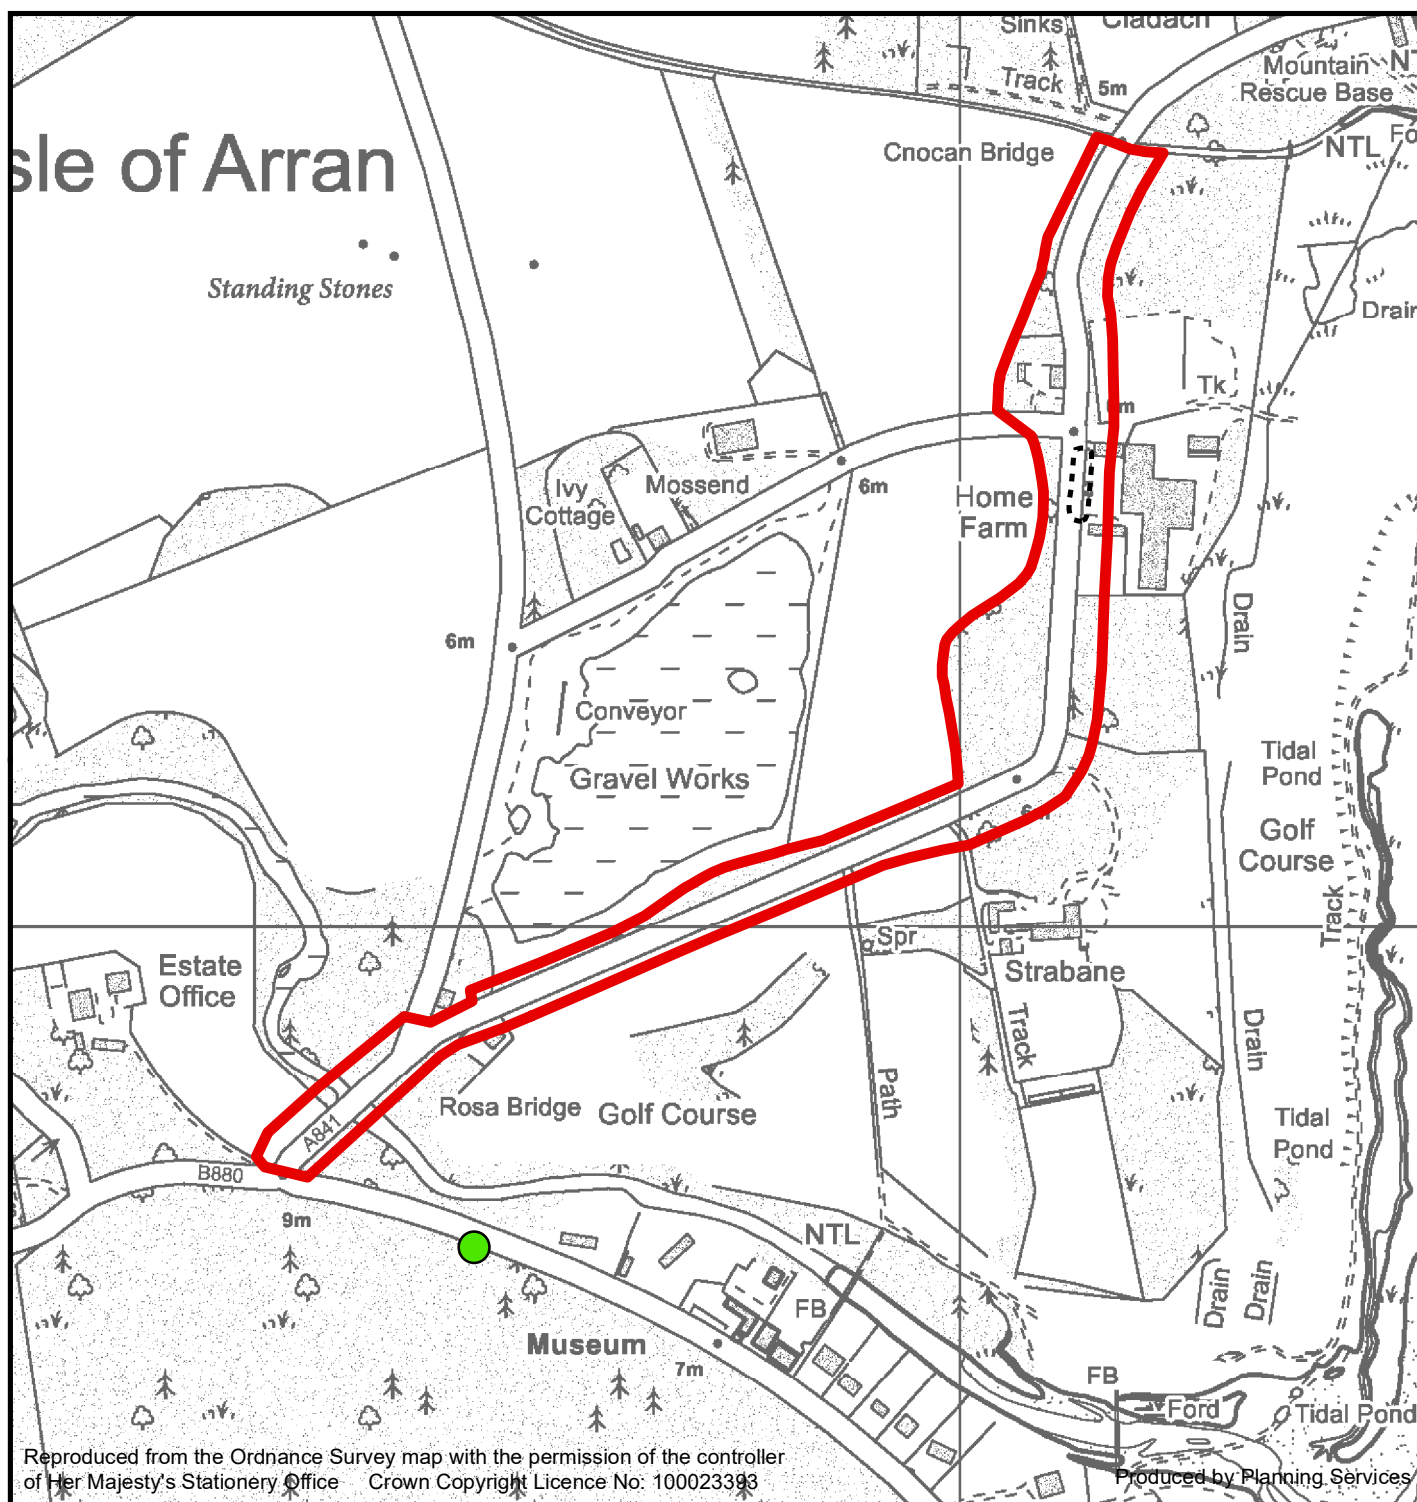 Sinks
Cladach
Track
5m
Mountain
Rescue Base
NTL
Cnocan Bridge
sle of Arran
Standing Stones
Drain
Tk
Ivy
Cottage
Mossend
6m
Home
Farm
6m
Drain
Conveyor
Gravel Works
Tidal
Pond
Golf
Course
Track
Spr
Estate
Office
Strabane
Track
Drain
Path
Rosa Bridge
Golf Course
A841
Tidal
Pond
B880
9m
NTL
Drain
Drain
FB
Museum
7m
FB
Ford
Tidal Pond
Reproduced from the Ordnance Survey map with the permission of the controller
of Her Majesty's Stationery Office Crown Copyright Licence No: 100023393
Produced by Planning Services